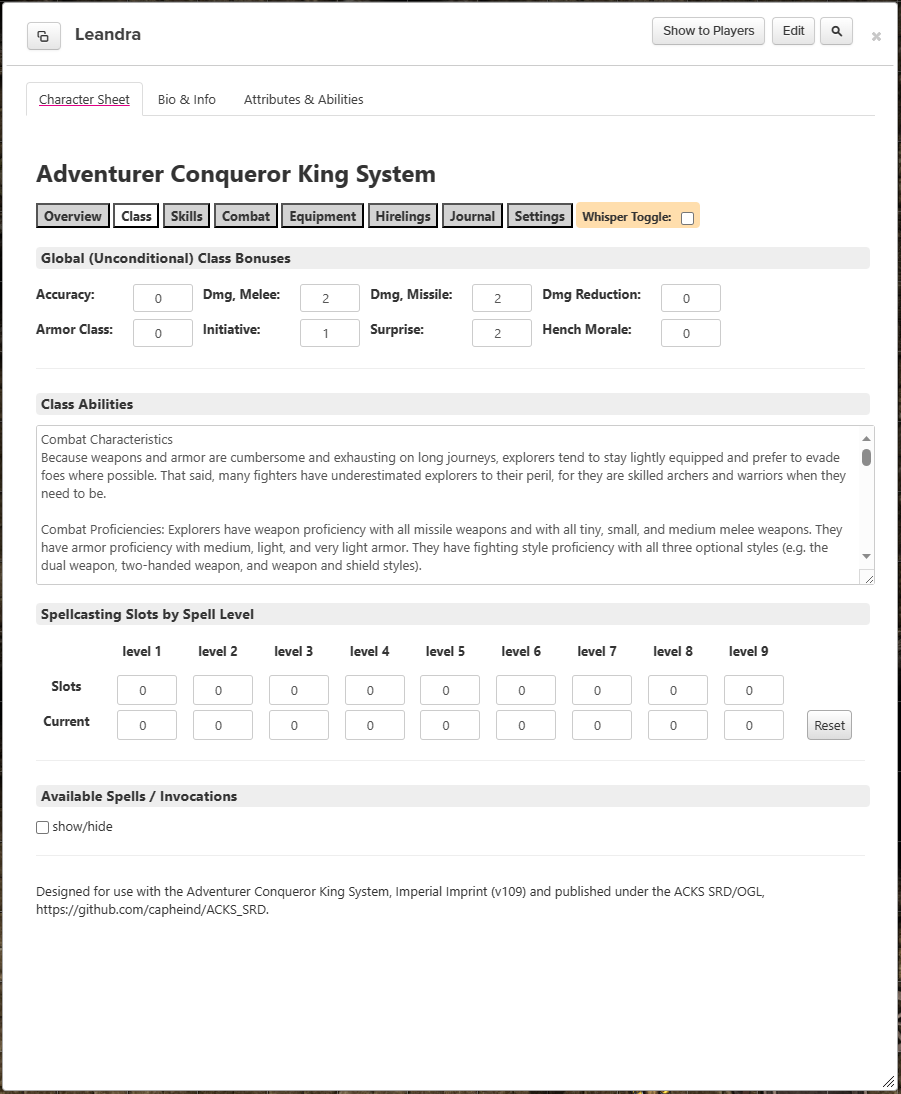 Leandra
Show to Players
Edit
Character Sheet
Bio & Info
Attributes & Abilities
Adventurer Conqueror King System
Overview
Class
Skills
Combat
Equipment
Hirelings
Journal
Settings
Whisper Toggle:
Global (Unconditional) Class Bonuses
Accuracy: 0 Dmg, Melee: 2 Dmg, Missile: 2 Dmg Reduction: 0
Armor Class: 0 Initiative: 1 Surprise: 2 Hench Morale: 0
Class Abilities
Combat Characteristics
Because weapons and armor are cumbersome and exhausting on long journeys, explorers tend to stay lightly equipped and prefer to evade
foes where possible. That said, many fighters have underestimated explorers to their peril, for they are skilled archers and warriors when they
need to be.
Combat Proficiencies: Explorers have weapon proficiency with all missile weapons and with all tiny, small, and medium melee weapons. They
have armor proficiency with medium, light, and very light armor. They have fighting style proficiency with all three optional styles (e.g. the
dual weapon, two-handed weapon, and weapon and shield styles).
Spellcasting Slots by Spell Level
level 1 level 2 level 3 level 4 level 5 level 6 level 7 level 8 level 9
Slots 0 0 0 0 0 0 0 0 0
Current 0 0 0 0 0 0 0 0 0 Reset
Available Spells / Invocations
show/hide
Designed for use with the Adventurer Conqueror King System, Imperial Imprint (v109) and published under the ACKS SRD/OGL,
https://github.com/capheind/ACKS_SRD.